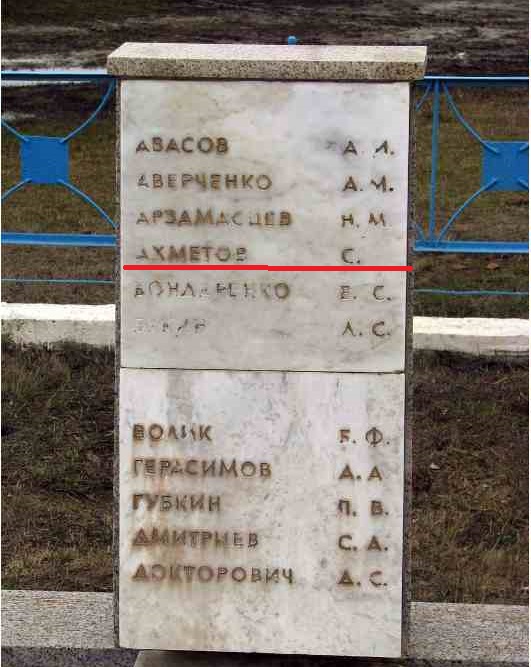 АВАСОВ А. И.
АВЕРЧЕНКО А. М.
АРЗАМАСЦЕВ Н. М.
АХМЕТОВ С.
БОНДАРЕНКО С.
А. С.
ВОЛИК Ф.
ГЕРАСИМОВ А. А
ГУБКИН П. В.
ДМИТРИЕВ С. А.
ДОКТОРОВИЧ Д. С.